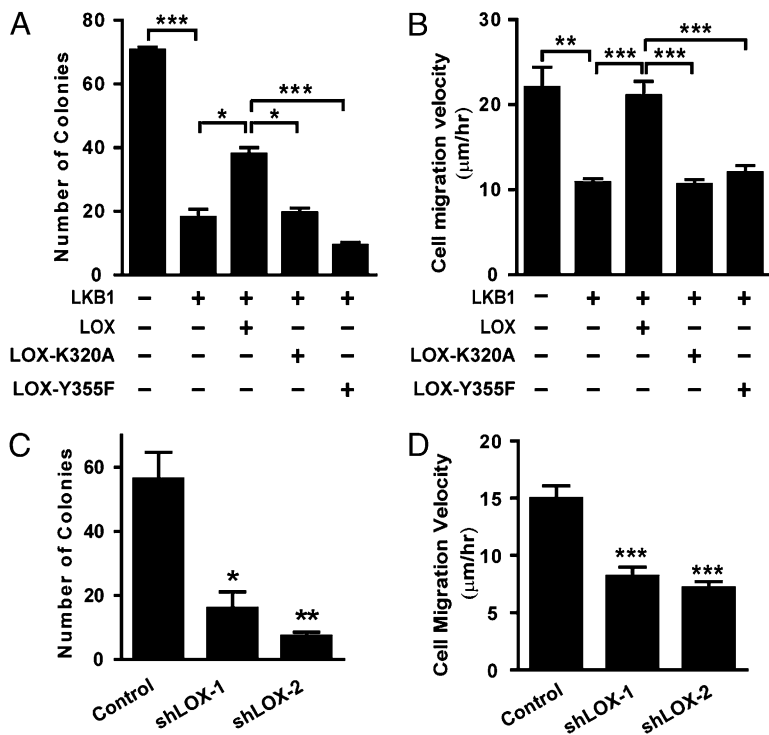 A
Number of Colonies
80
60
40
20
0
***
*
***
*
LKB1 – + + + +
LOX – – + – –
LOX-K320A – – – + –
LOX-Y355F – – – – +
B
Cell migration velocity
(μm/hr)
30
20
10
0
**
***
***
***
LKB1 – + + + +
LOX – – + – –
LOX-K320A – – – + –
LOX-Y355F – – – – +
C
Number of Colonies
60
40
20
0
*
**
Control
shLOX-1
shLOX-2
D
Cell Migration Velocity
(μm/hr)
20
15
10
5
0
***
***
Control
shLOX-1
shLOX-2